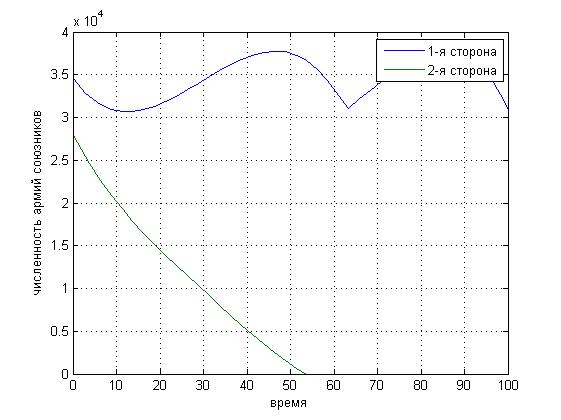 x 10^4
4
3.5
3
2.5
2
1.5
1
0.5
0
0 10 20 30 40 50 60 70 80 90 100
численность армий союзников
время
1-я сторона
2-я сторона